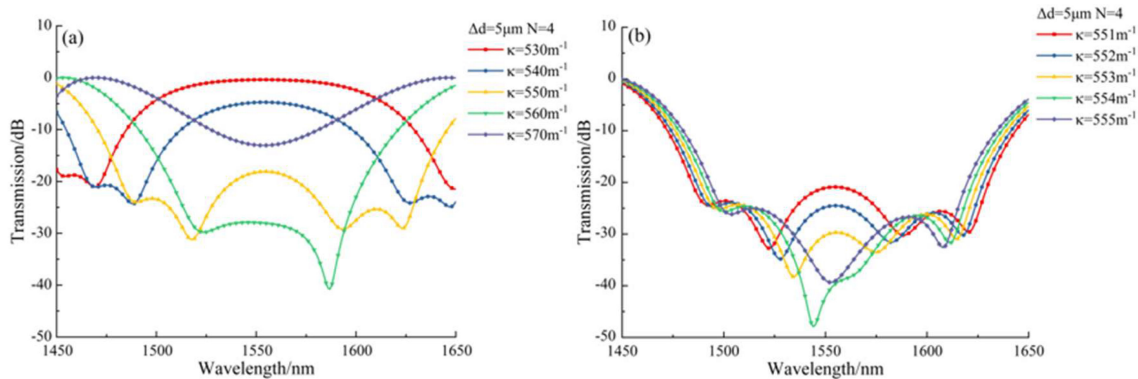 (a)
Δd=5μm N=4
κ=530m⁻¹
κ=540m⁻¹
κ=550m⁻¹
κ=560m⁻¹
κ=570m⁻¹
Transmission/dB
10
0
-10
-20
-30
-40
-50
1450 1500 1550 1600 1650
Wavelength/nm
(b)
Δd=5μm N=4
κ=551m⁻¹
κ=552m⁻¹
κ=553m⁻¹
κ=554m⁻¹
κ=555m⁻¹
Transmission/dB
10
0
-10
-20
-30
-40
-50
1450 1500 1550 1600 1650
Wavelength/nm